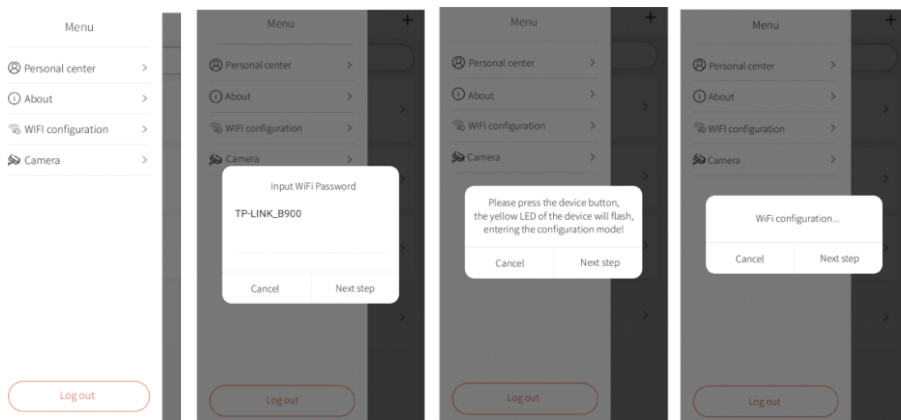 Menu
Personal center
About
WIFI configuration
Camera
Log out
Menu
Personal center
About
WIFI configuration
Camera
Input WiFi Password
TP-LINK_B900
Cancel
Next step
Log out
Menu
Personal center
About
WIFI configuration
Camera
Please press the device button,
the yellow LED of the device will flash,
entering the configuration mode!
Cancel
Next step
Log out
Menu
Personal center
About
WIFI configuration
Camera
WiFi configuration...
Cancel
Next step
Log out